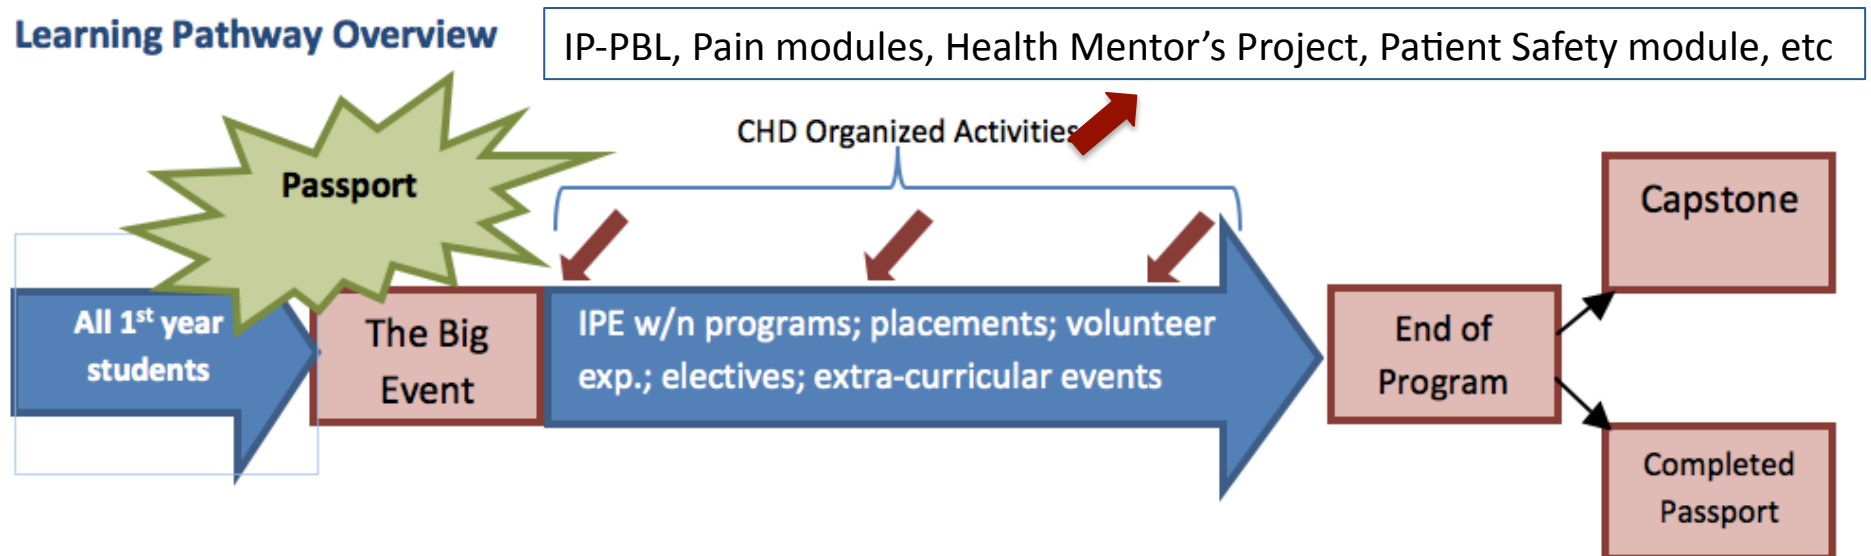 Learning Pathway Overview
IP-PBL, Pain modules, Health Mentor’s Project, Patient Safety module, etc
CHD Organized Activities
Passport
All 1st year
students
The Big
Event
IPE w/n programs; placements; volunteer
exp.; electives; extra-curricular events
End of
Program
Capstone
Completed
Passport